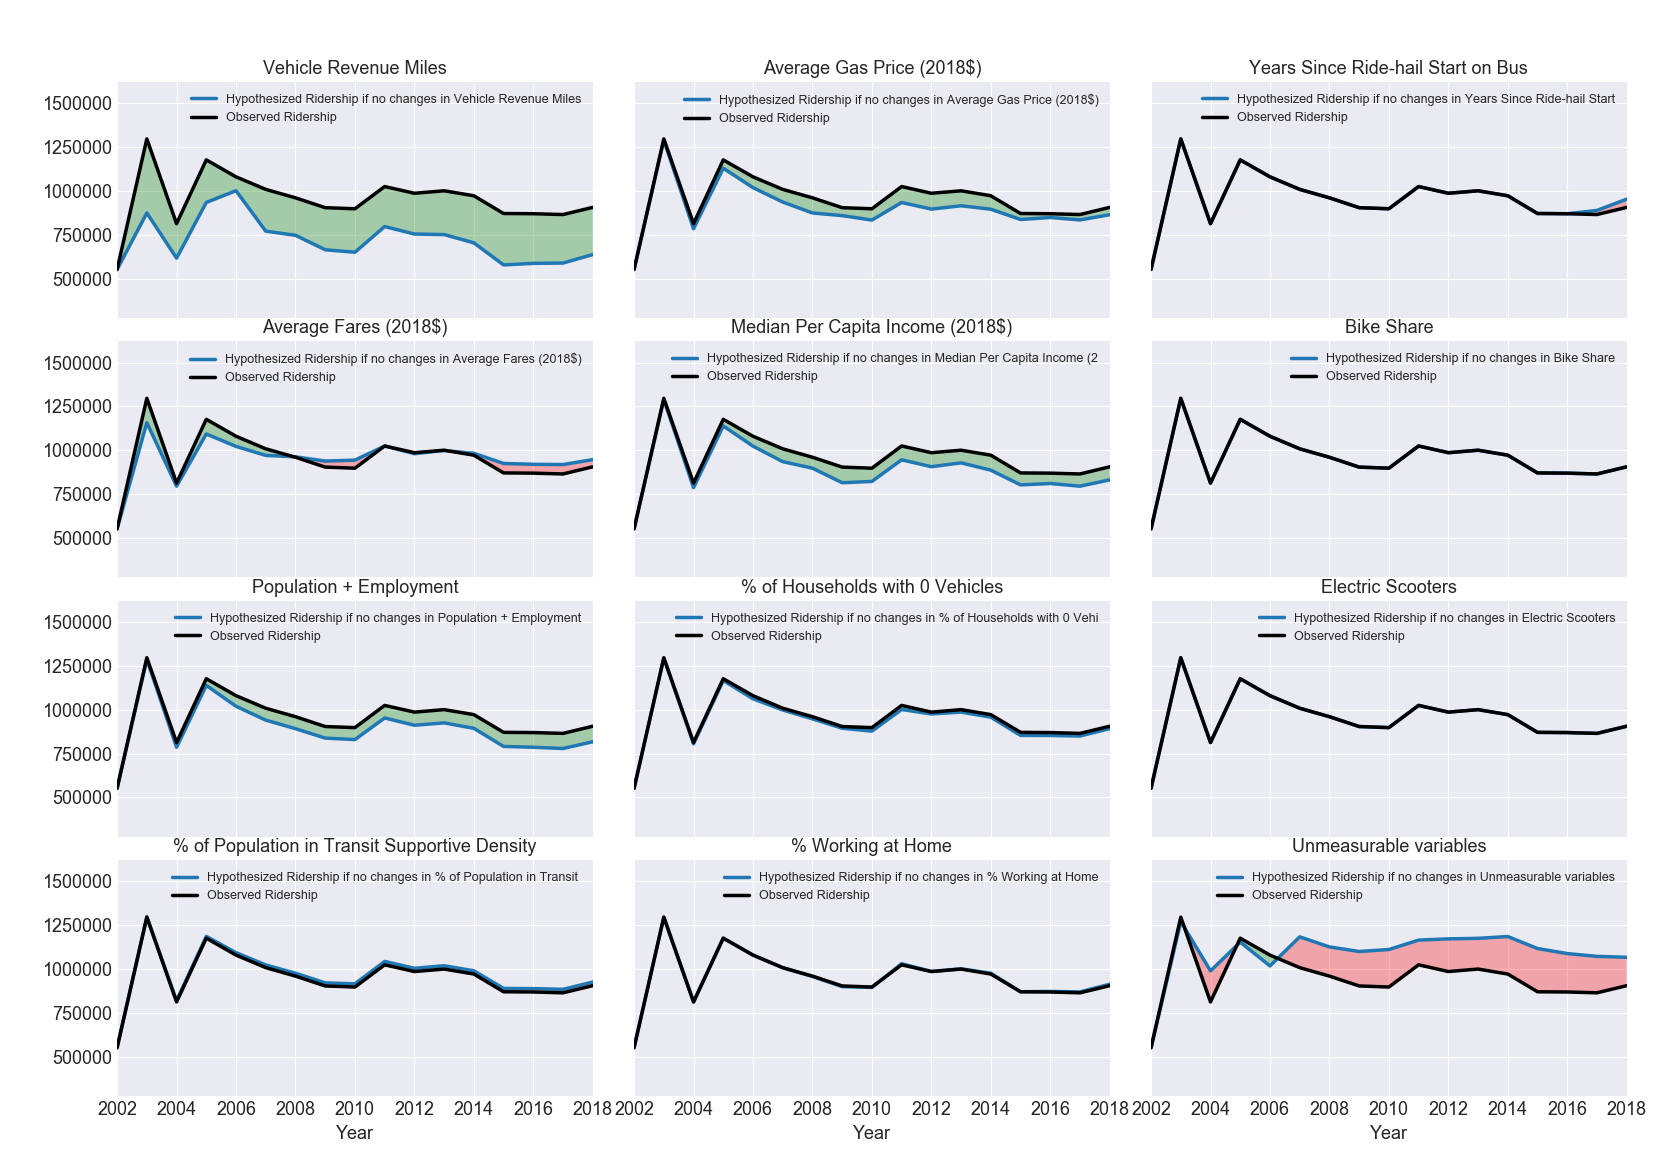 Vehicle Revenue Miles
1500000
1250000
1000000
750000
500000
Hypothesized Ridership if no changes in Vehicle Revenue Miles
Observed Ridership
Average Gas Price (2018$)
Hypothesized Ridership if no changes in Average Gas Price (2018$)
Observed Ridership
Years Since Ride-hail Start on Bus
Hypothesized Ridership if no changes in Years Since Ride-hail Start
Observed Ridership
Average Fares (2018$)
1500000
1250000
1000000
750000
500000
Hypothesized Ridership if no changes in Average Fares (2018$)
Observed Ridership
Median Per Capita Income (2018$)
Hypothesized Ridership if no changes in Median Per Capita Income (2
Observed Ridership
Bike Share
Hypothesized Ridership if no changes in Bike Share
Observed Ridership
Population + Employment
1500000
1250000
1000000
750000
500000
Hypothesized Ridership if no changes in Population + Employment
Observed Ridership
% of Households with 0 Vehicles
Hypothesized Ridership if no changes in % of Households with 0 Vehi
Observed Ridership
Electric Scooters
Hypothesized Ridership if no changes in Electric Scooters
Observed Ridership
% of Population in Transit Supportive Density
1500000
1250000
1000000
750000
500000
Hypothesized Ridership if no changes in % of Population in Transit
Observed Ridership
2002 2004 2006 2008 2010 2012 2014 2016 2018
Year
% Working at Home
Hypothesized Ridership if no changes in % Working at Home
Observed Ridership
2002 2004 2006 2008 2010 2012 2014 2016 2018
Year
Unmeasurable variables
Hypothesized Ridership if no changes in Unmeasurable variables
Observed Ridership
2002 2004 2006 2008 2010 2012 2014 2016 2018
Year